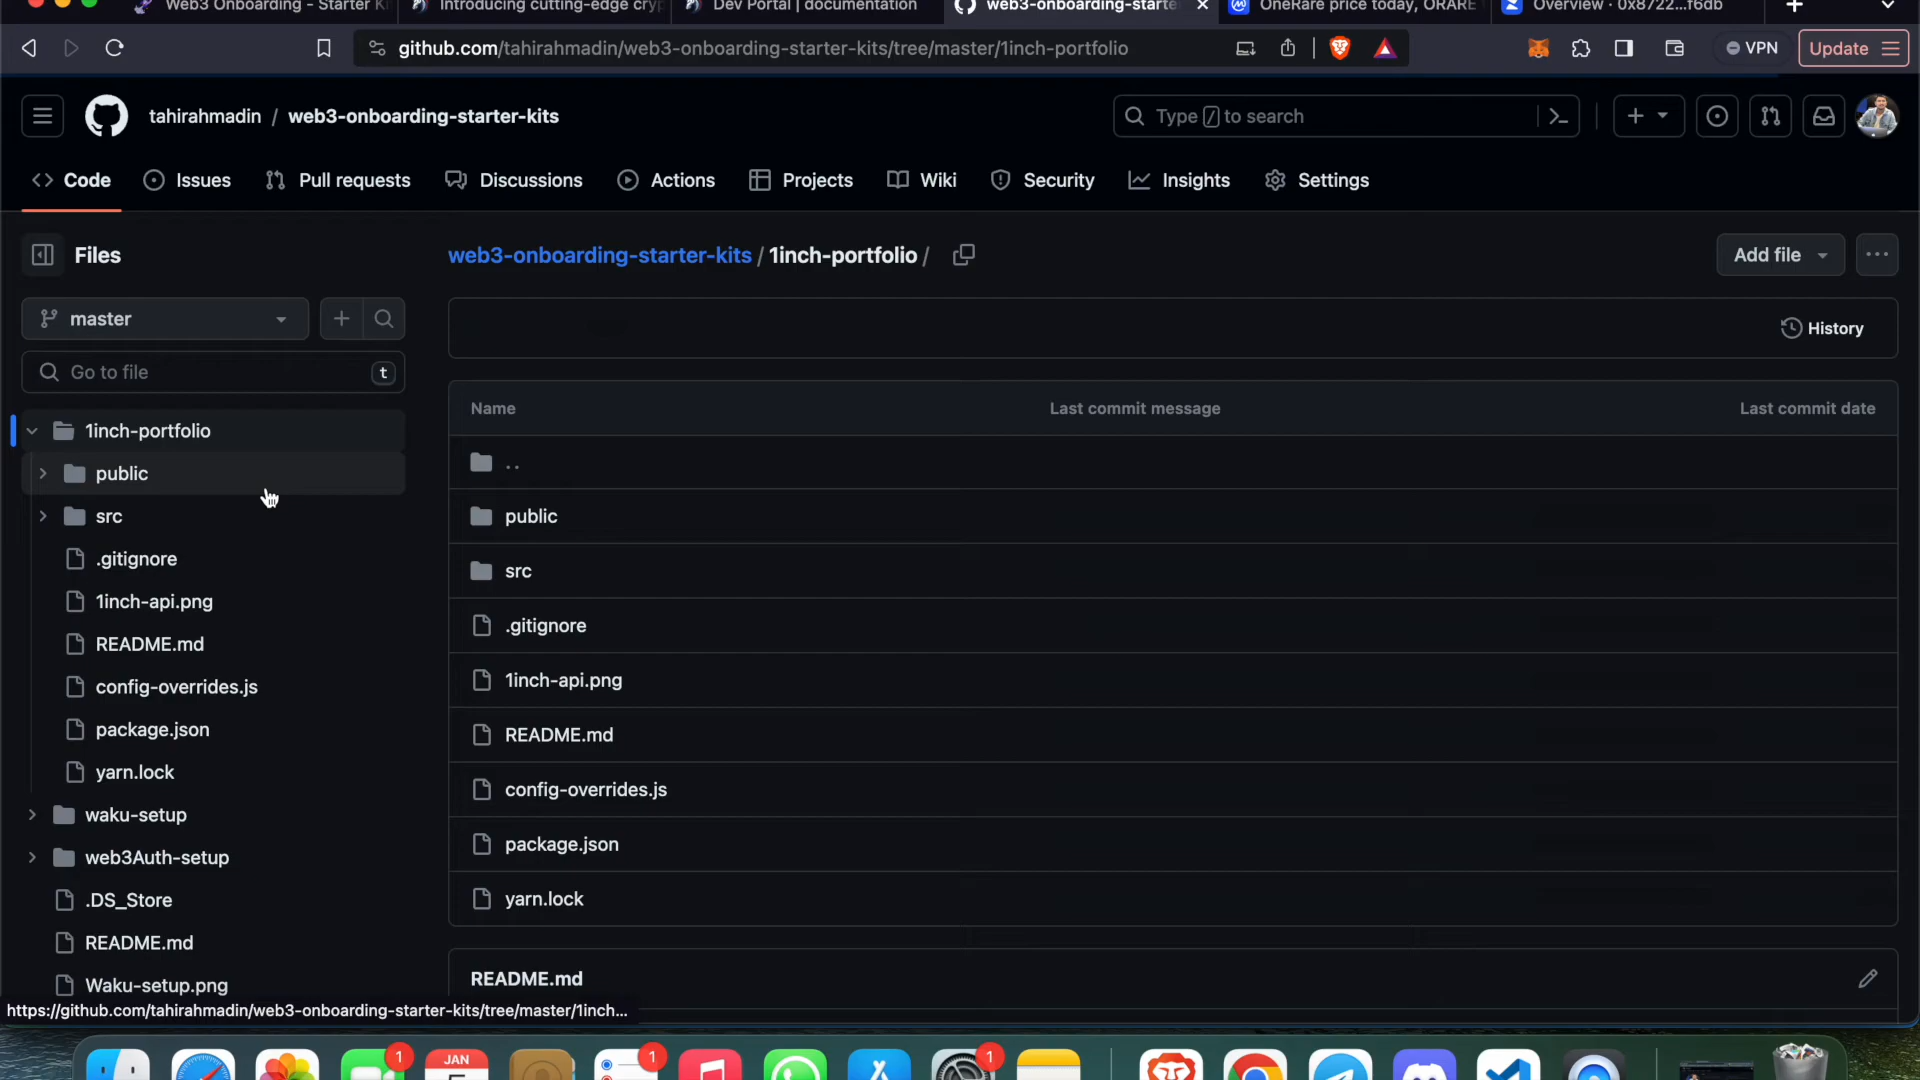 Web3 Onboarding - Starter Ki
Introducing cutting-edge cryp
Dev Portal | documentation
web3-onboarding-starte
OneRare price today, ORARE
Overview · 0x8722...f6db
github.com/tahirahmadin/web3-onboarding-starter-kits/tree/master/1inch-portfolio
VPN
Update
tahirahmadin / web3-onboarding-starter-kits
Type / to search
Code
Issues
Pull requests
Discussions
Actions
Projects
Wiki
Security
Insights
Settings
Files
master
Go to file
t
1inch-portfolio
public
src
.gitignore
1inch-api.png
README.md
config-overrides.js
package.json
yarn.lock
waku-setup
web3Auth-setup
.DS_Store
README.md
Waku-setup.png
web3-onboarding-starter-kits / 1inch-portfolio /
Add file
History
Name
Last commit message
Last commit date
..
public
src
.gitignore
1inch-api.png
README.md
config-overrides.js
package.json
yarn.lock
README.md
https://github.com/tahirahmadin/web3-onboarding-starter-kits/tree/master/1inch...
1
JAN
1
1